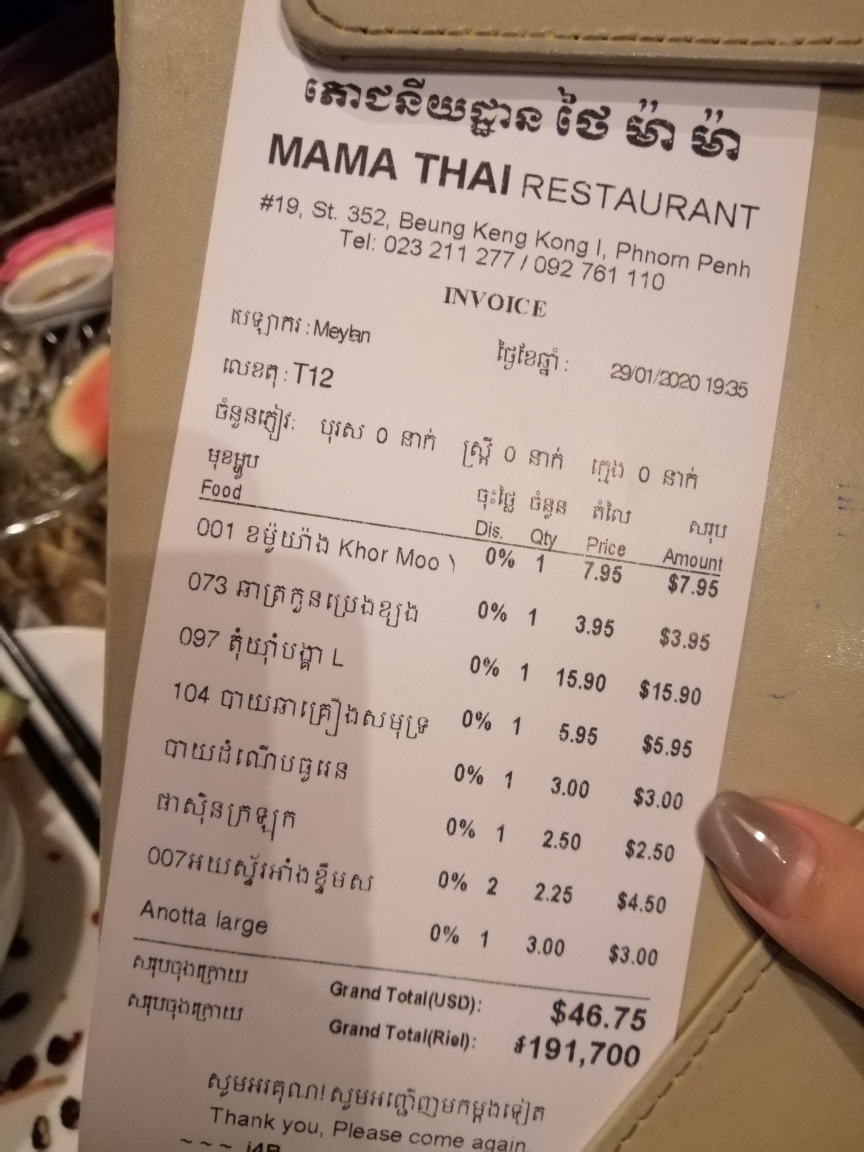 ភោជនីយដ្ឋាន ថៃ ម៉ា ម៉ា
MAMA THAI RESTAURANT
#19, St. 352, Beung Keng Kong I, Phnom Penh
Tel: 023 211 277 / 092 761 110
INVOICE
បេឡាករ : Meylan ថ្ងៃខែឆ្នាំ : 29/01/2020 19:35
លេខតុ : T12
ចំនួនភ្ញៀវ: បុរស 0 នាក់ ស្ត្រី 0 នាក់ ក្មេង 0 នាក់
មុខម្ហូប ចុះថ្លៃ ចំនួន តំលៃ សរុប
Food Dis. Qty Price Amount
001 ខម៉ូយ៉ាង Khor Moo Y 0% 1 7.95 $7.95
073 ឆាត្រកួនប្រេងខ្យង 0% 1 3.95 $3.95
097 តុំយ៉ាំបង្គា L 0% 1 15.90 $15.90
104 បាយឆាគ្រឿងសមុទ្រ 0% 1 5.95 $5.95
បាយដំណើបធូរេន 0% 1 3.00 $3.00
ផាស៊ិនក្រឡុក 0% 1 2.50 $2.50
007អយស្ទ័រអាំងខ្ទឹមស 0% 2 2.25 $4.50
Anotta large 0% 1 3.00 $3.00
សរុបចុងក្រោយ Grand Total(USD): $46.75
សរុបចុងក្រោយ Grand Total(Riel): ៛191,700
សូមអរគុណ! សូមអញ្ជើញមកម្តងទៀត
Thank you, Please come again